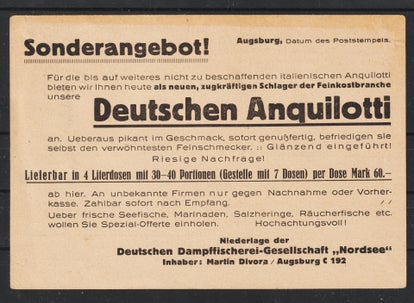 Sonderangebot!
Augsburg, Datum des Poststempels.
Für die bis auf weiteres nicht zu beschaffenden italienischen Anquilotti
bieten wir Ihnen heute als neuen, zugkräftigen Schlager der Feinkostbranche
unsere
Deutschen Anquilotti
an. Ueberaus pikant im Geschmack, sofort genußfertig, befriedigen sie
selbst den verwöhntesten Feinschmecker. :: Glänzend eingeführt!
Riesige Nachfrage!
Lieferbar in 4 Literdosen mit 30–40 Portionen (Gestelle mit 7 Dosen) per Dose Mark 60.—
ab hier. An unbekannte Firmen nur gegen Nachnahme oder Vorher-
kasse. Zahlbar sofort nach Empfang. //
Ueber frische Seefische, Marinaden, Salzheringe, Räucherfische etc.
wollen Sie Spezial-Offerte einholen. Hochachtungsvoll!
Niederlage der
Deutschen Dampffischerei-Gesellschaft „Nordsee“
Inhaber: Martin Divora / Augsburg C 192